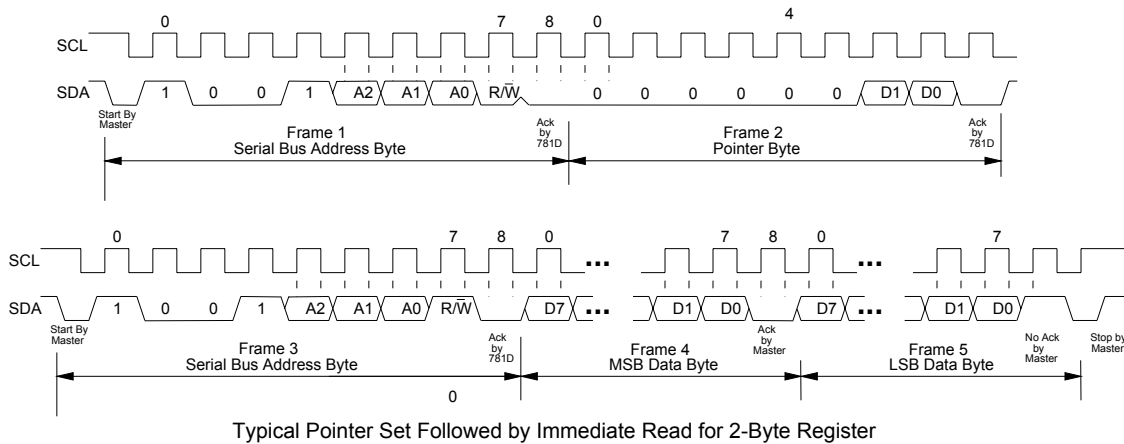 0 7 8 0 4
SCL
SDA 1 0 0 1 A2 A1 A0 R/W̅ 0 0 0 0 0 0 D1 D0
Start By
Master
Ack
by
781D
Ack
by
781D
Frame 1
Serial Bus Address Byte
Frame 2
Pointer Byte
0 7 8 0 7 8 0 7
SCL ... ...
SDA 1 0 0 1 A2 A1 A0 R/W̅ D7 D1 D0 D7 D1 D0
... ...
Start By
Master
Ack
by
781D
Ack
by
Master
No Ack
by
Master
Stop by
Master
Frame 3
Serial Bus Address Byte
Frame 4
MSB Data Byte
Frame 5
LSB Data Byte
0
Typical Pointer Set Followed by Immediate Read for 2-Byte Register